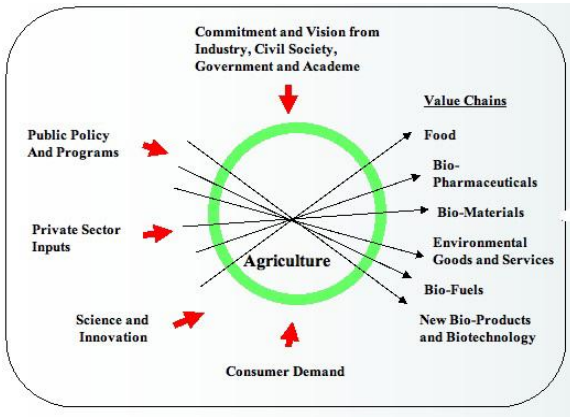 Commitment and Vision from
Industry, Civil Society,
Government and Academe
Value Chains
Public Policy
And Programs
Food
Bio-
Pharmaceuticals
Bio-Materials
Private Sector
Inputs
Environmental
Goods and Services
Agriculture
Bio-Fuels
Science and
Innovation
New Bio-Products
and Biotechnology
Consumer Demand